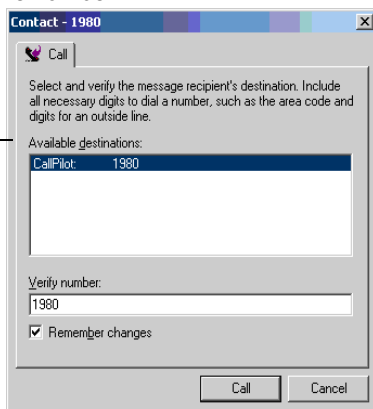 Contact - 1980
Call
Select and verify the message recipient's destination. Include
all necessary digits to dial a number, such as the area code and
digits for an outside line.
Available destinations:
CallPilot: 1980
Verify number:
1980
Remember changes
Call Cancel